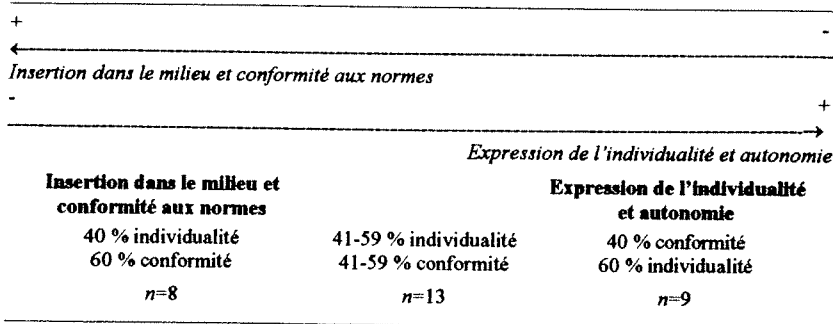 + -
Insertion dans le milieu et conformité aux normes
- +
Expression de l'individualité et autonomie
Insertion dans le milieu et conformité aux normes
Expression de l'individualité et autonomie
40 % individualité 41-59 % individualité 40 % conformité
60 % conformité 41-59 % conformité 60 % individualité
n=8 n=13 n=9